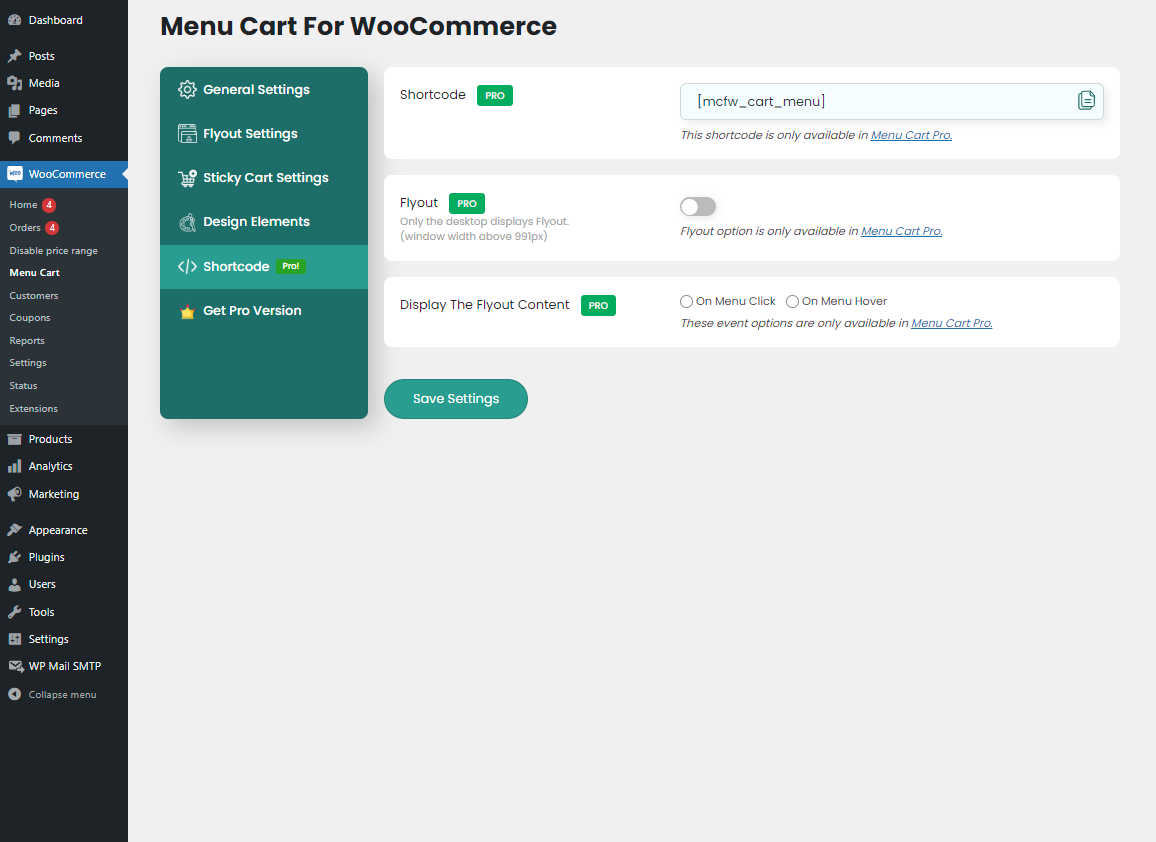 Dashboard
Posts
Media
Pages
Comments
WooCommerce
Home 4
Orders 4
Disable price range
Menu Cart
Customers
Coupons
Reports
Settings
Status
Extensions
Products
Analytics
Marketing
Appearance
Plugins
Users
Tools
Settings
WP Mail SMTP
Collapse menu
Menu Cart For WooCommerce
General Settings
Flyout Settings
Sticky Cart Settings
Design Elements
Shortcode Pro!
Get Pro Version
Shortcode PRO
[mcfw_cart_menu]
This shortcode is only available in Menu Cart Pro.
Flyout PRO
Only the desktop displays Flyout.
(window width above 991px)
Flyout option is only available in Menu Cart Pro.
Display The Flyout Content PRO
On Menu Click On Menu Hover
These event options are only available in Menu Cart Pro.
Save Settings